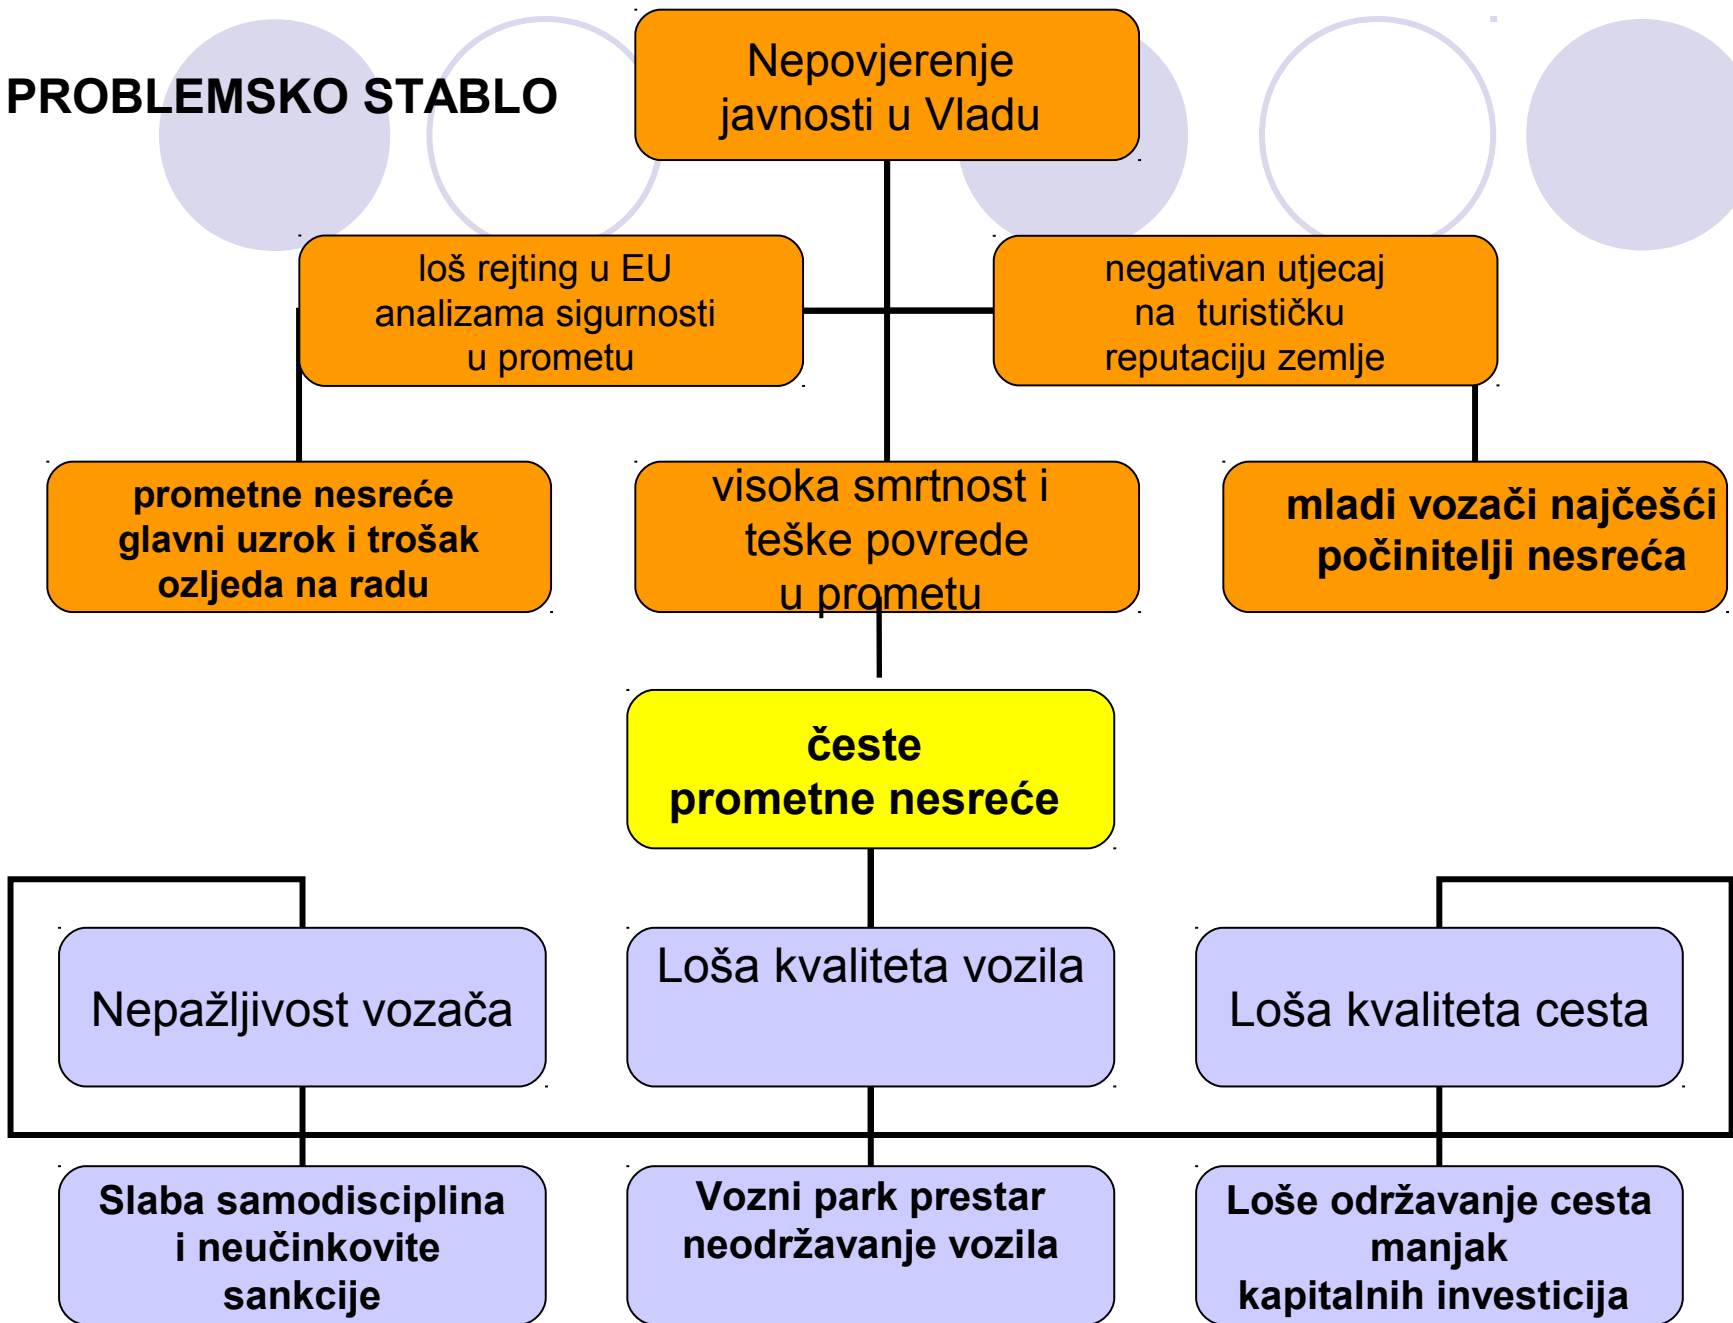 PROBLEMSKO STABLO
Nepovjerenje
javnosti u Vladu
loš rejting u EU
analizama sigurnosti
u prometu
negativan utjecaj
na  turističku
reputaciju zemlje
prometne nesreće
glavni uzrok i trošak
ozljeda na radu
visoka smrtnost i
teške povrede
u prometu
mladi vozači najčešći
počinitelji nesreća
česte
prometne nesreće
Nepažljivost vozača
Loša kvaliteta vozila
Loša kvaliteta cesta
Slaba samodisciplina
i neučinkovite
sankcije
Vozni park prestar
neodržavanje vozila
Loše održavanje cesta
manjak
kapitalnih investicija